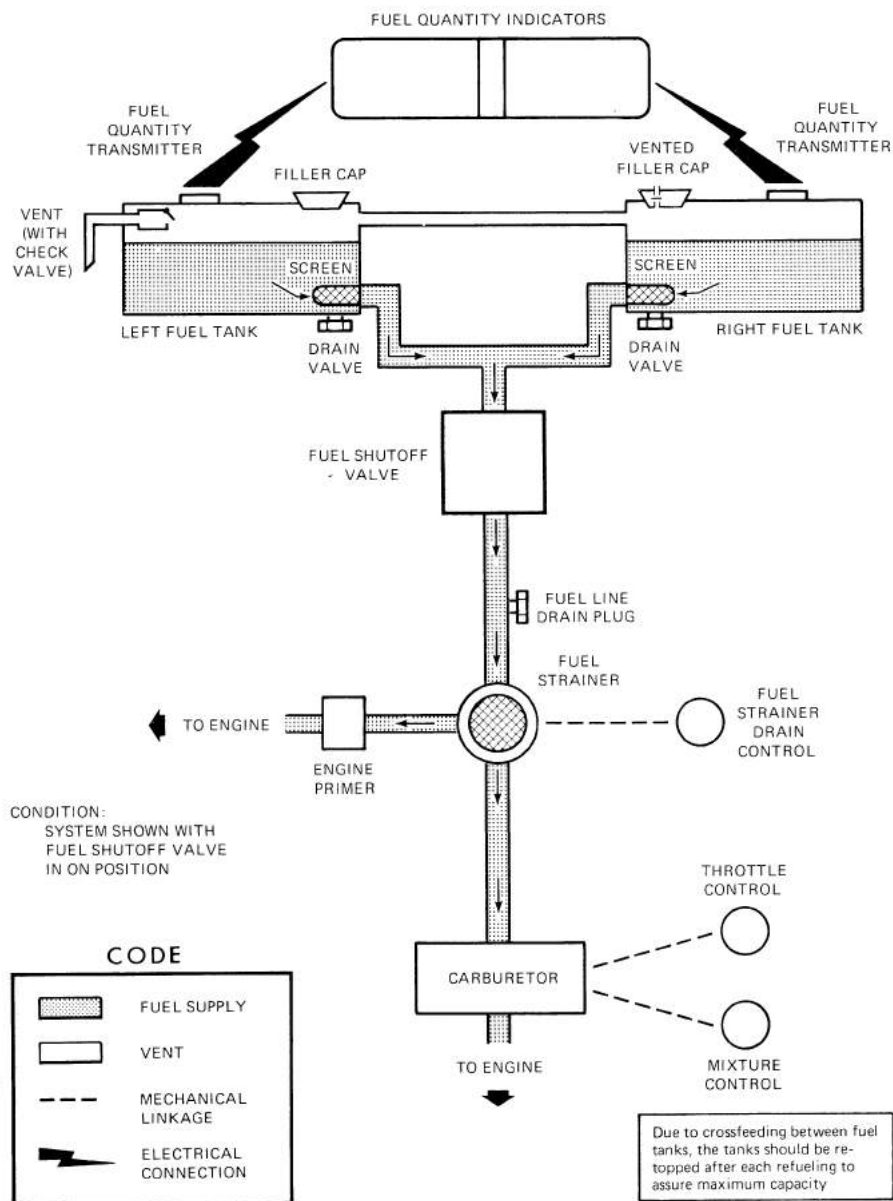 FUEL QUANTITY INDICATORS
FUEL
QUANTITY
TRANSMITTER
FUEL
QUANTITY
TRANSMITTER
FILLER CAP
VENTED
FILLER CAP
VENT
(WITH
CHECK
VALVE)
SCREEN
SCREEN
LEFT FUEL TANK
RIGHT FUEL TANK
DRAIN
VALVE
DRAIN
VALVE
FUEL SHUTOFF
- VALVE
FUEL LINE
DRAIN PLUG
FUEL
STRAINER
TO ENGINE
ENGINE
PRIMER
FUEL
STRAINER
DRAIN
CONTROL
CONDITION:
SYSTEM SHOWN WITH
FUEL SHUTOFF VALVE
IN ON POSITION
THROTTLE
CONTROL
CARBURETOR
TO ENGINE
MIXTURE
CONTROL
CODE
FUEL SUPPLY
VENT
MECHANICAL
LINKAGE
ELECTRICAL
CONNECTION
Due to crossfeeding between fuel
tanks, the tanks should be re-
topped after each refueling to
assure maximum capacity